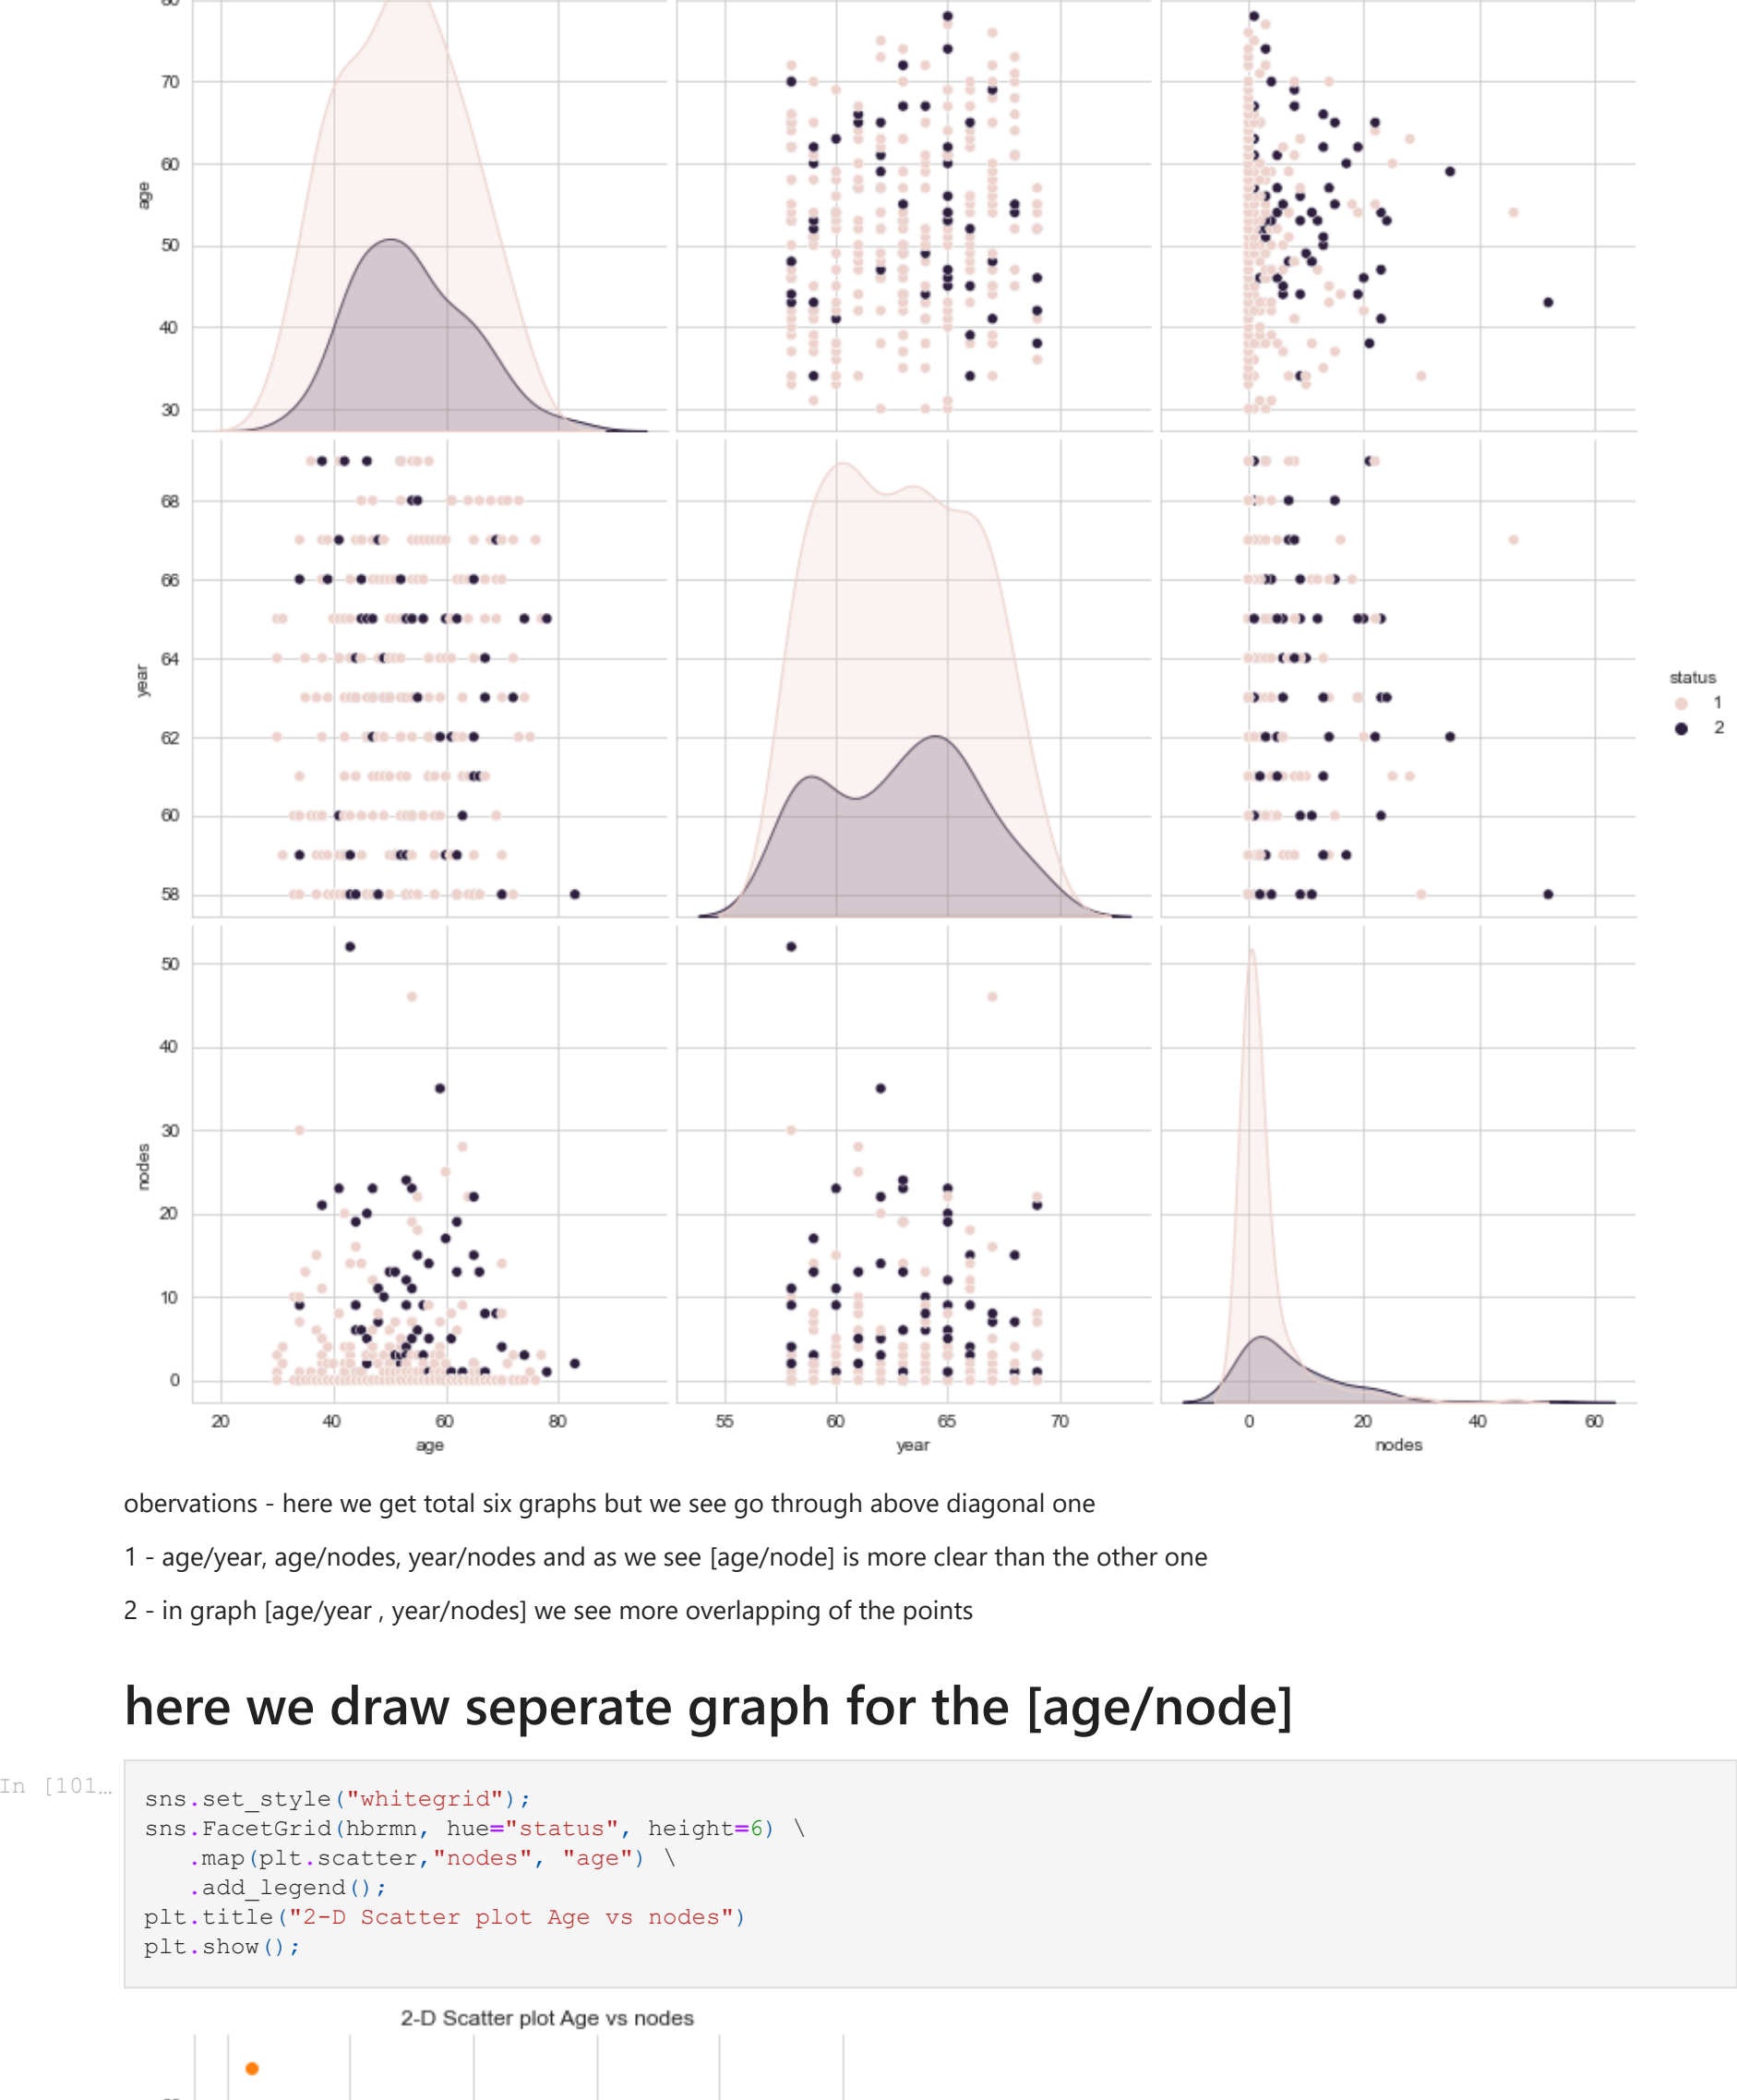 80
70
60
50
40
30
age
68
66
64
62
60
58
year
status
1
2
50
40
30
20
10
0
nodes
20 40 60 80
55 60 65 70
0 20 40 60
age year nodes
obervations - here we get total six graphs but we see go through above diagonal one
1 - age/year, age/nodes, year/nodes and as we see [age/node] is more clear than the other one
2 - in graph [age/year , year/nodes] we see more overlapping of the points
here we draw seperate graph for the [age/node]
In [101…
sns.set_style("whitegrid");
sns.FacetGrid(hbrmn, hue="status", height=6) \
.map(plt.scatter,"nodes", "age") \
.add_legend();
plt.title("2-D Scatter plot Age vs nodes")
plt.show();
2-D Scatter plot Age vs nodes